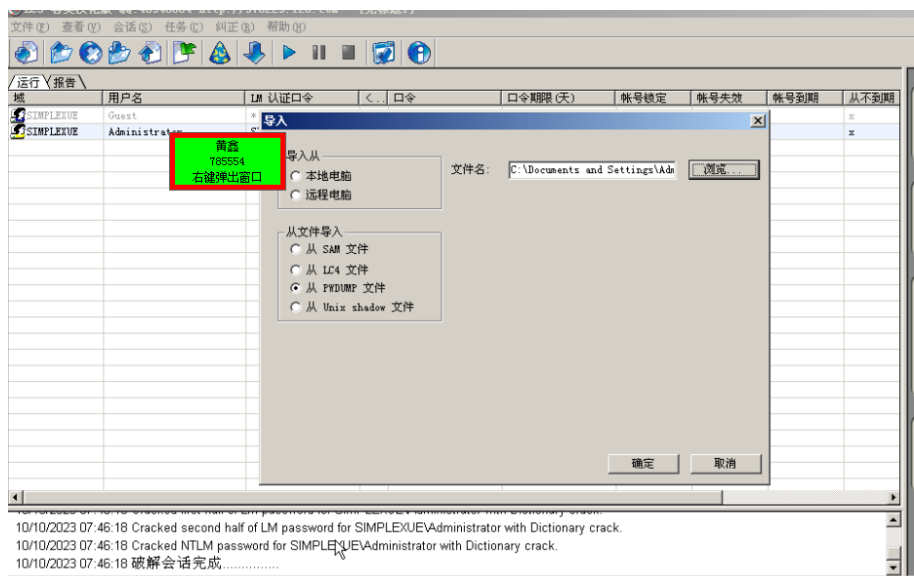 文件(F) 查看(V) 会话(S) 任务(C) 纠正(R) 帮助(H)
运行 报告
域 用户名 LM 认证口令 <.. 口令 口令期限(天) 帐号锁定 帐号失效 帐号到期 从不到期
SIMPLEXUE Guest * x
SIMPLEXUE Administrator x
黄鑫
785554
右键弹出窗口
导入
导入从
本地电脑
远程电脑
文件名: C:\Documents and Settings\Adm 浏览...
从文件导入
从 SAM 文件
从 LC4 文件
从 PWDUMP 文件
从 Unix shadow 文件
确定 取消
10/10/2023 07:46:18 Cracked second half of LM password for SIMPLEXUE\Administrator with Dictionary crack.
10/10/2023 07:46:18 Cracked NTLM password for SIMPLEXUE\Administrator with Dictionary crack.
10/10/2023 07:46:18 破解会话完成...............